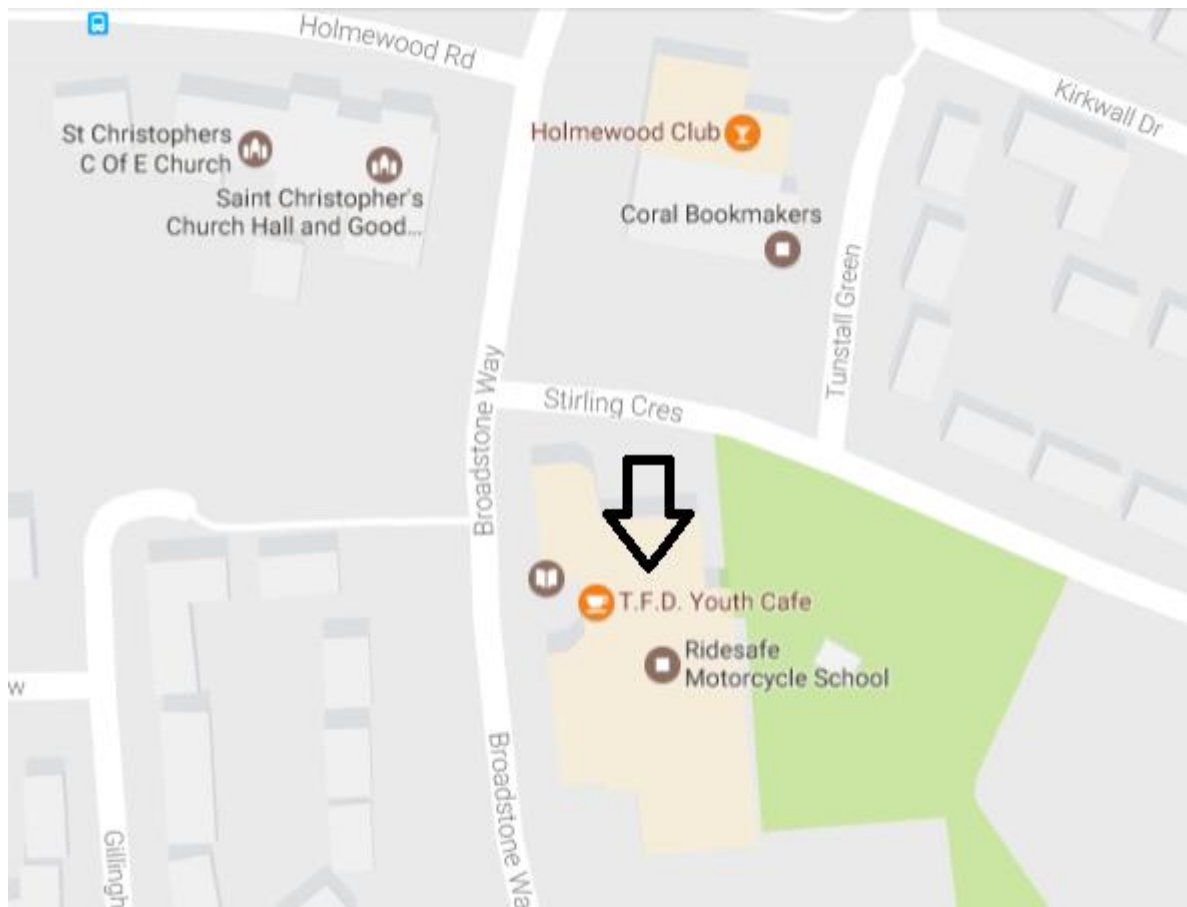 Holmewood Rd
Kirkwall Dr
St Christophers
C Of E Church
Holmewood Club
Saint Christopher's
Church Hall and Good...
Coral Bookmakers
Tunstall Green
Broadstone Way
Stirling Cres
T.F.D. Youth Cafe
Ridesafe
Motorcycle School
w
Broadstone Wa
Gillingh